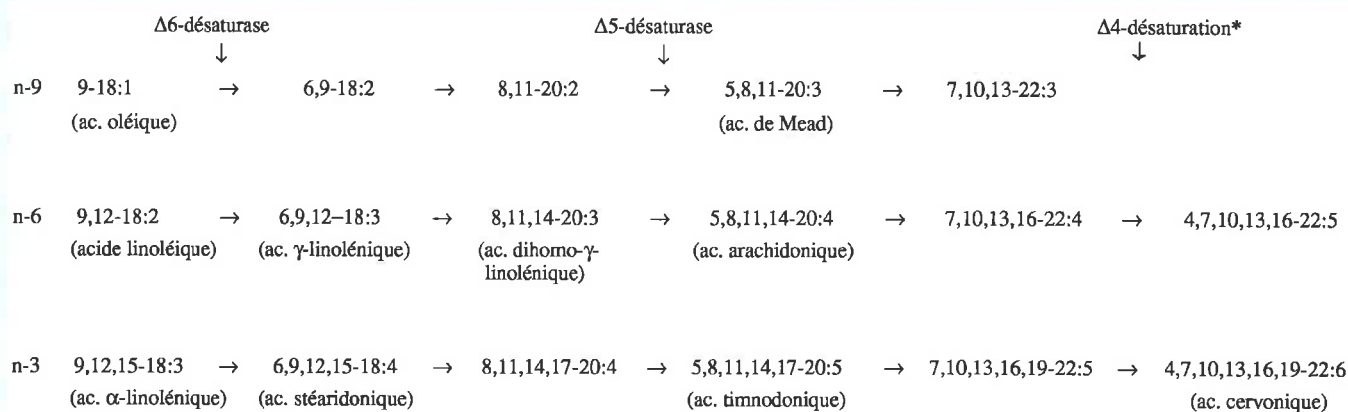 Δ6-désaturase Δ5-désaturase Δ4-désaturation*
↓ ↓ ↓
n-9 9-18:1 → 6,9-18:2 → 8,11-20:2 → 5,8,11-20:3 → 7,10,13-22:3
(ac. oléique) (ac. de Mead)
n-6 9,12-18:2 → 6,9,12–18:3 → 8,11,14-20:3 → 5,8,11,14-20:4 → 7,10,13,16-22:4 → 4,7,10,13,16-22:5
(acide linoléique) (ac. γ-linolénique) (ac. dihomo-γ- (ac. arachidonique)
linolénique)
n-3 9,12,15-18:3 → 6,9,12,15-18:4 → 8,11,14,17-20:4 → 5,8,11,14,17-20:5 → 7,10,13,16,19-22:5 → 4,7,10,13,16,19-22:6
(ac. α-linolénique) (ac. stéaridonique) (ac. timnodonique) (ac. cervonique)